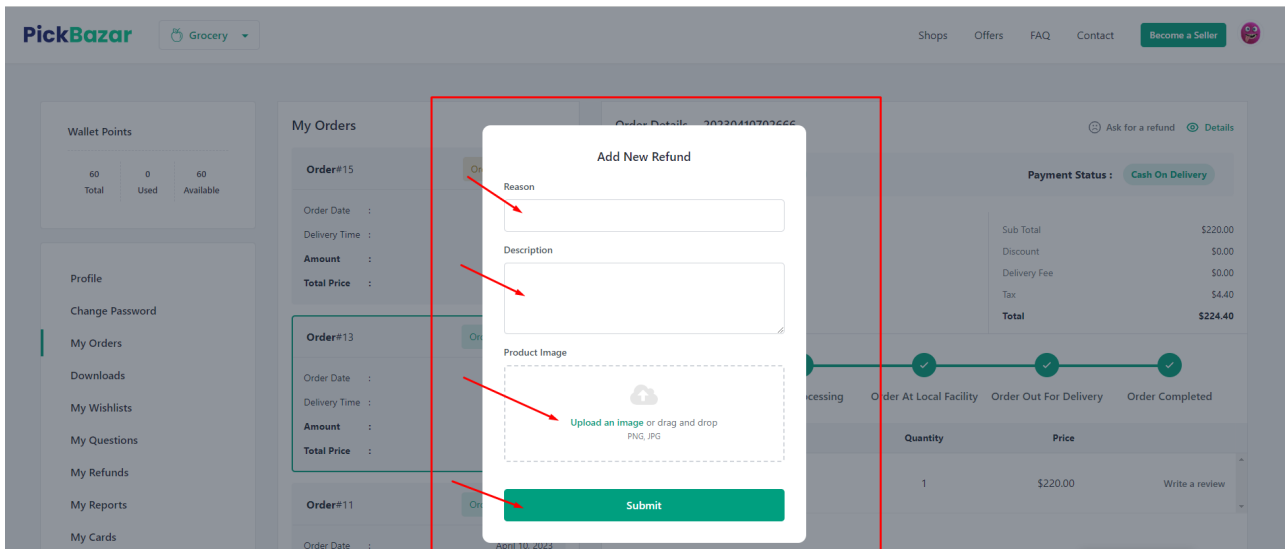 PickBazar
Grocery
Shops Offers FAQ Contact Become a Seller
Wallet Points
60 0 60
Total Used Available
Profile
Change Password
My Orders
Downloads
My Wishlists
My Questions
My Refunds
My Reports
My Cards
My Orders
Order#15
Order Date :
Delivery Time :
Amount :
Total Price :
Order#13
Order Date :
Delivery Time :
Amount :
Total Price :
Order#11
Order Date : April 10, 2023
Add New Refund
Reason
Description
Product Image
Upload an image or drag and drop
PNG, JPG
Submit
Order Details 20230410702666
Ask for a refund Details
Payment Status : Cash On Delivery
Sub Total $220.00
Discount $0.00
Delivery Fee $0.00
Tax $4.40
Total $224.40
Order At Local Facility Order Out For Delivery Order Completed
Quantity Price
1 $220.00 Write a review